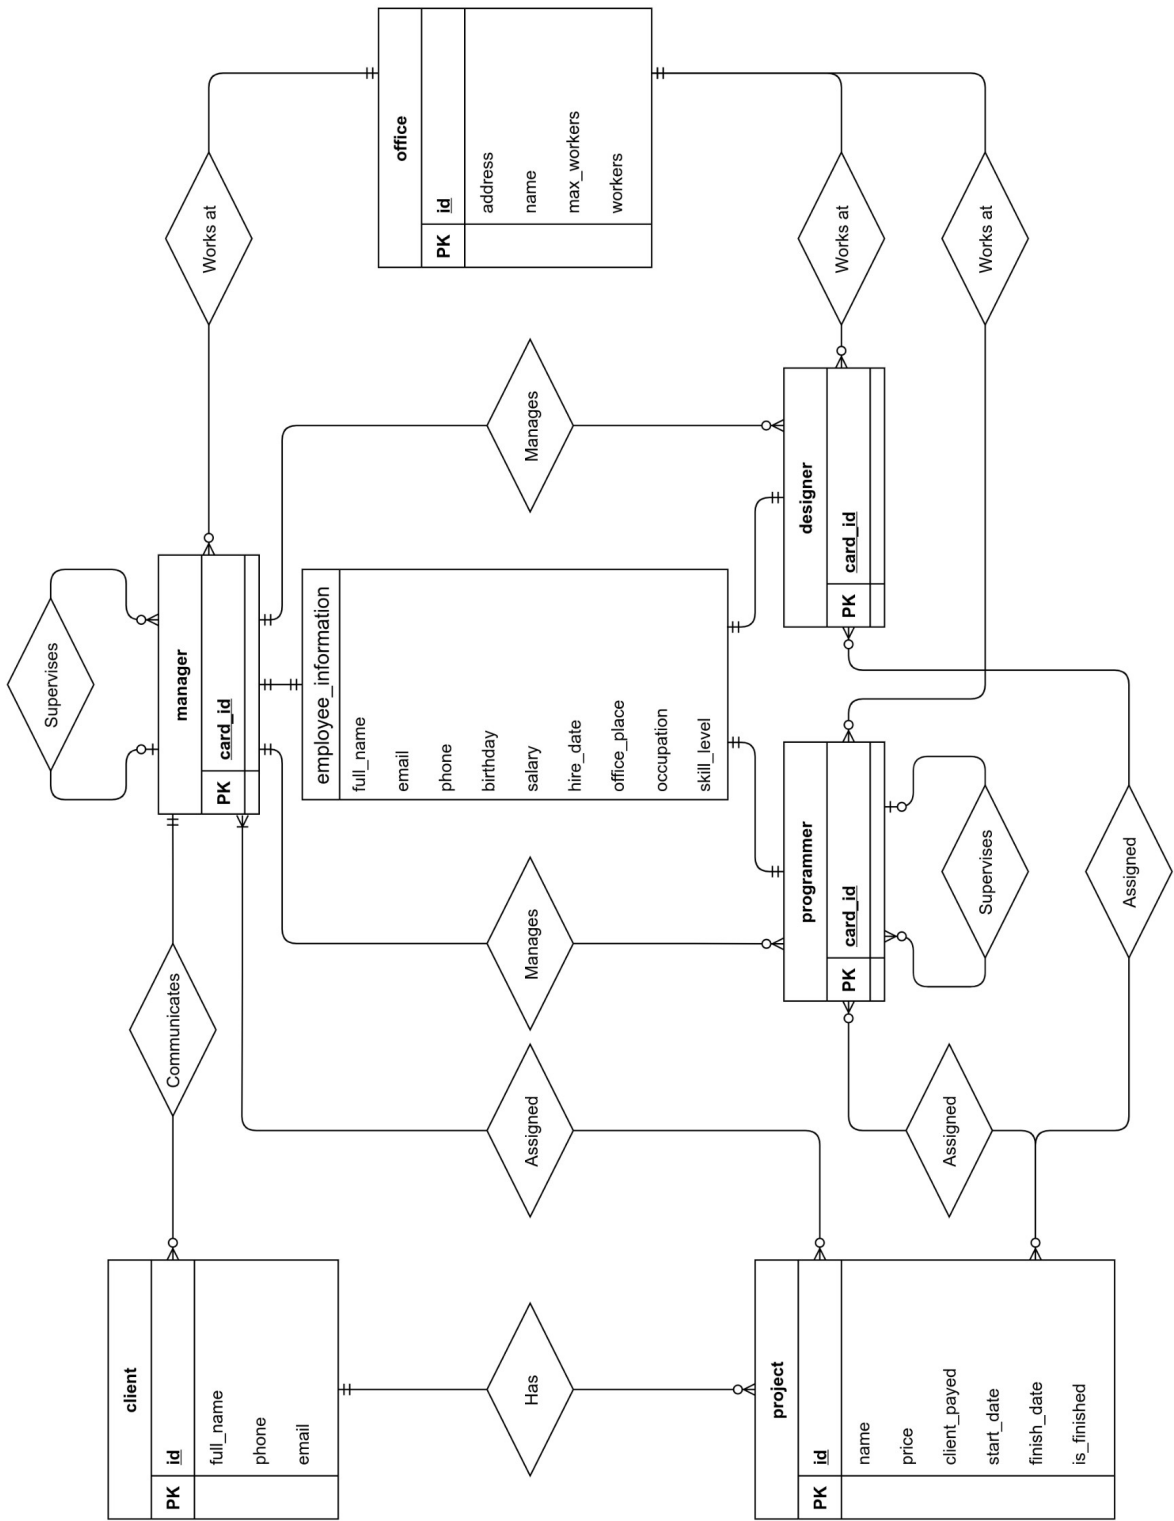 client
PK id
full_name
phone
email
Communicates
Supervises
manager
PK card_id
Works at
office
PK id
address
name
max_workers
workers
Has
Assigned
Manages
employee_information
full_name
email
phone
birthday
salary
hire_date
office_place
occupation
skill_level
Manages
project
PK id
name
price
client_payed
start_date
finish_date
is_finished
Assigned
programmer
PK card_id
Supervises
designer
PK card_id
Works at
Works at
Assigned